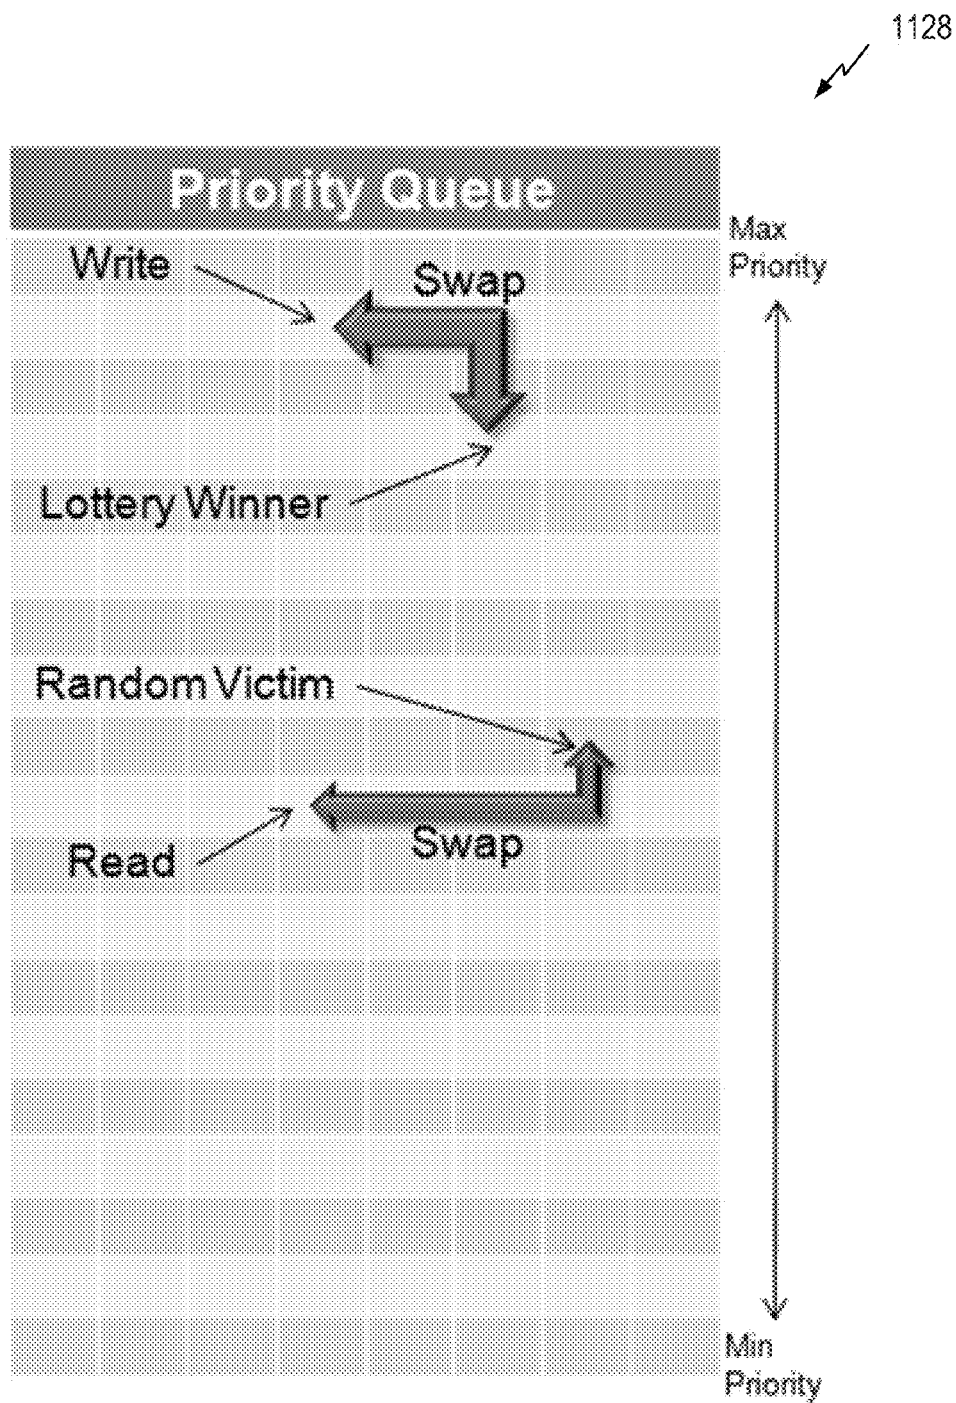 1128
Priority Queue
Max
Priority
Write
Swap
Lottery Winner
Random Victim
Swap
Read
Min
Priority